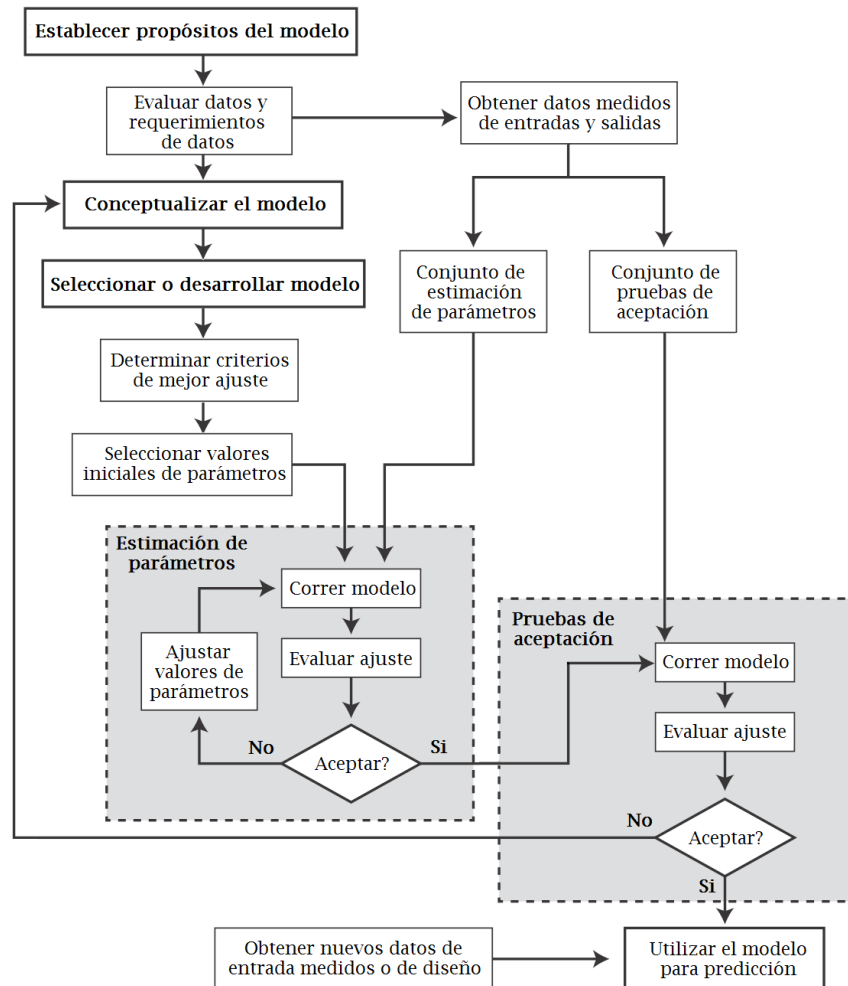 Establecer propósitos del modelo
Evaluar datos y
requerimientos
de datos
Obtener datos medidos
de entradas y salidas
Conceptualizar el modelo
Seleccionar o desarrollar modelo
Conjunto de
estimación
de parámetros
Conjunto de
pruebas de
aceptación
Determinar criterios
de mejor ajuste
Seleccionar valores
iniciales de parámetros
Estimación de
parámetros
Correr modelo
Evaluar ajuste
Ajustar
valores de
parámetros
No
Aceptar?
Si
Pruebas de
aceptación
Correr modelo
Evaluar ajuste
No
Aceptar?
Si
Obtener nuevos datos de
entrada medidos o de diseño
Utilizar el modelo
para predicción